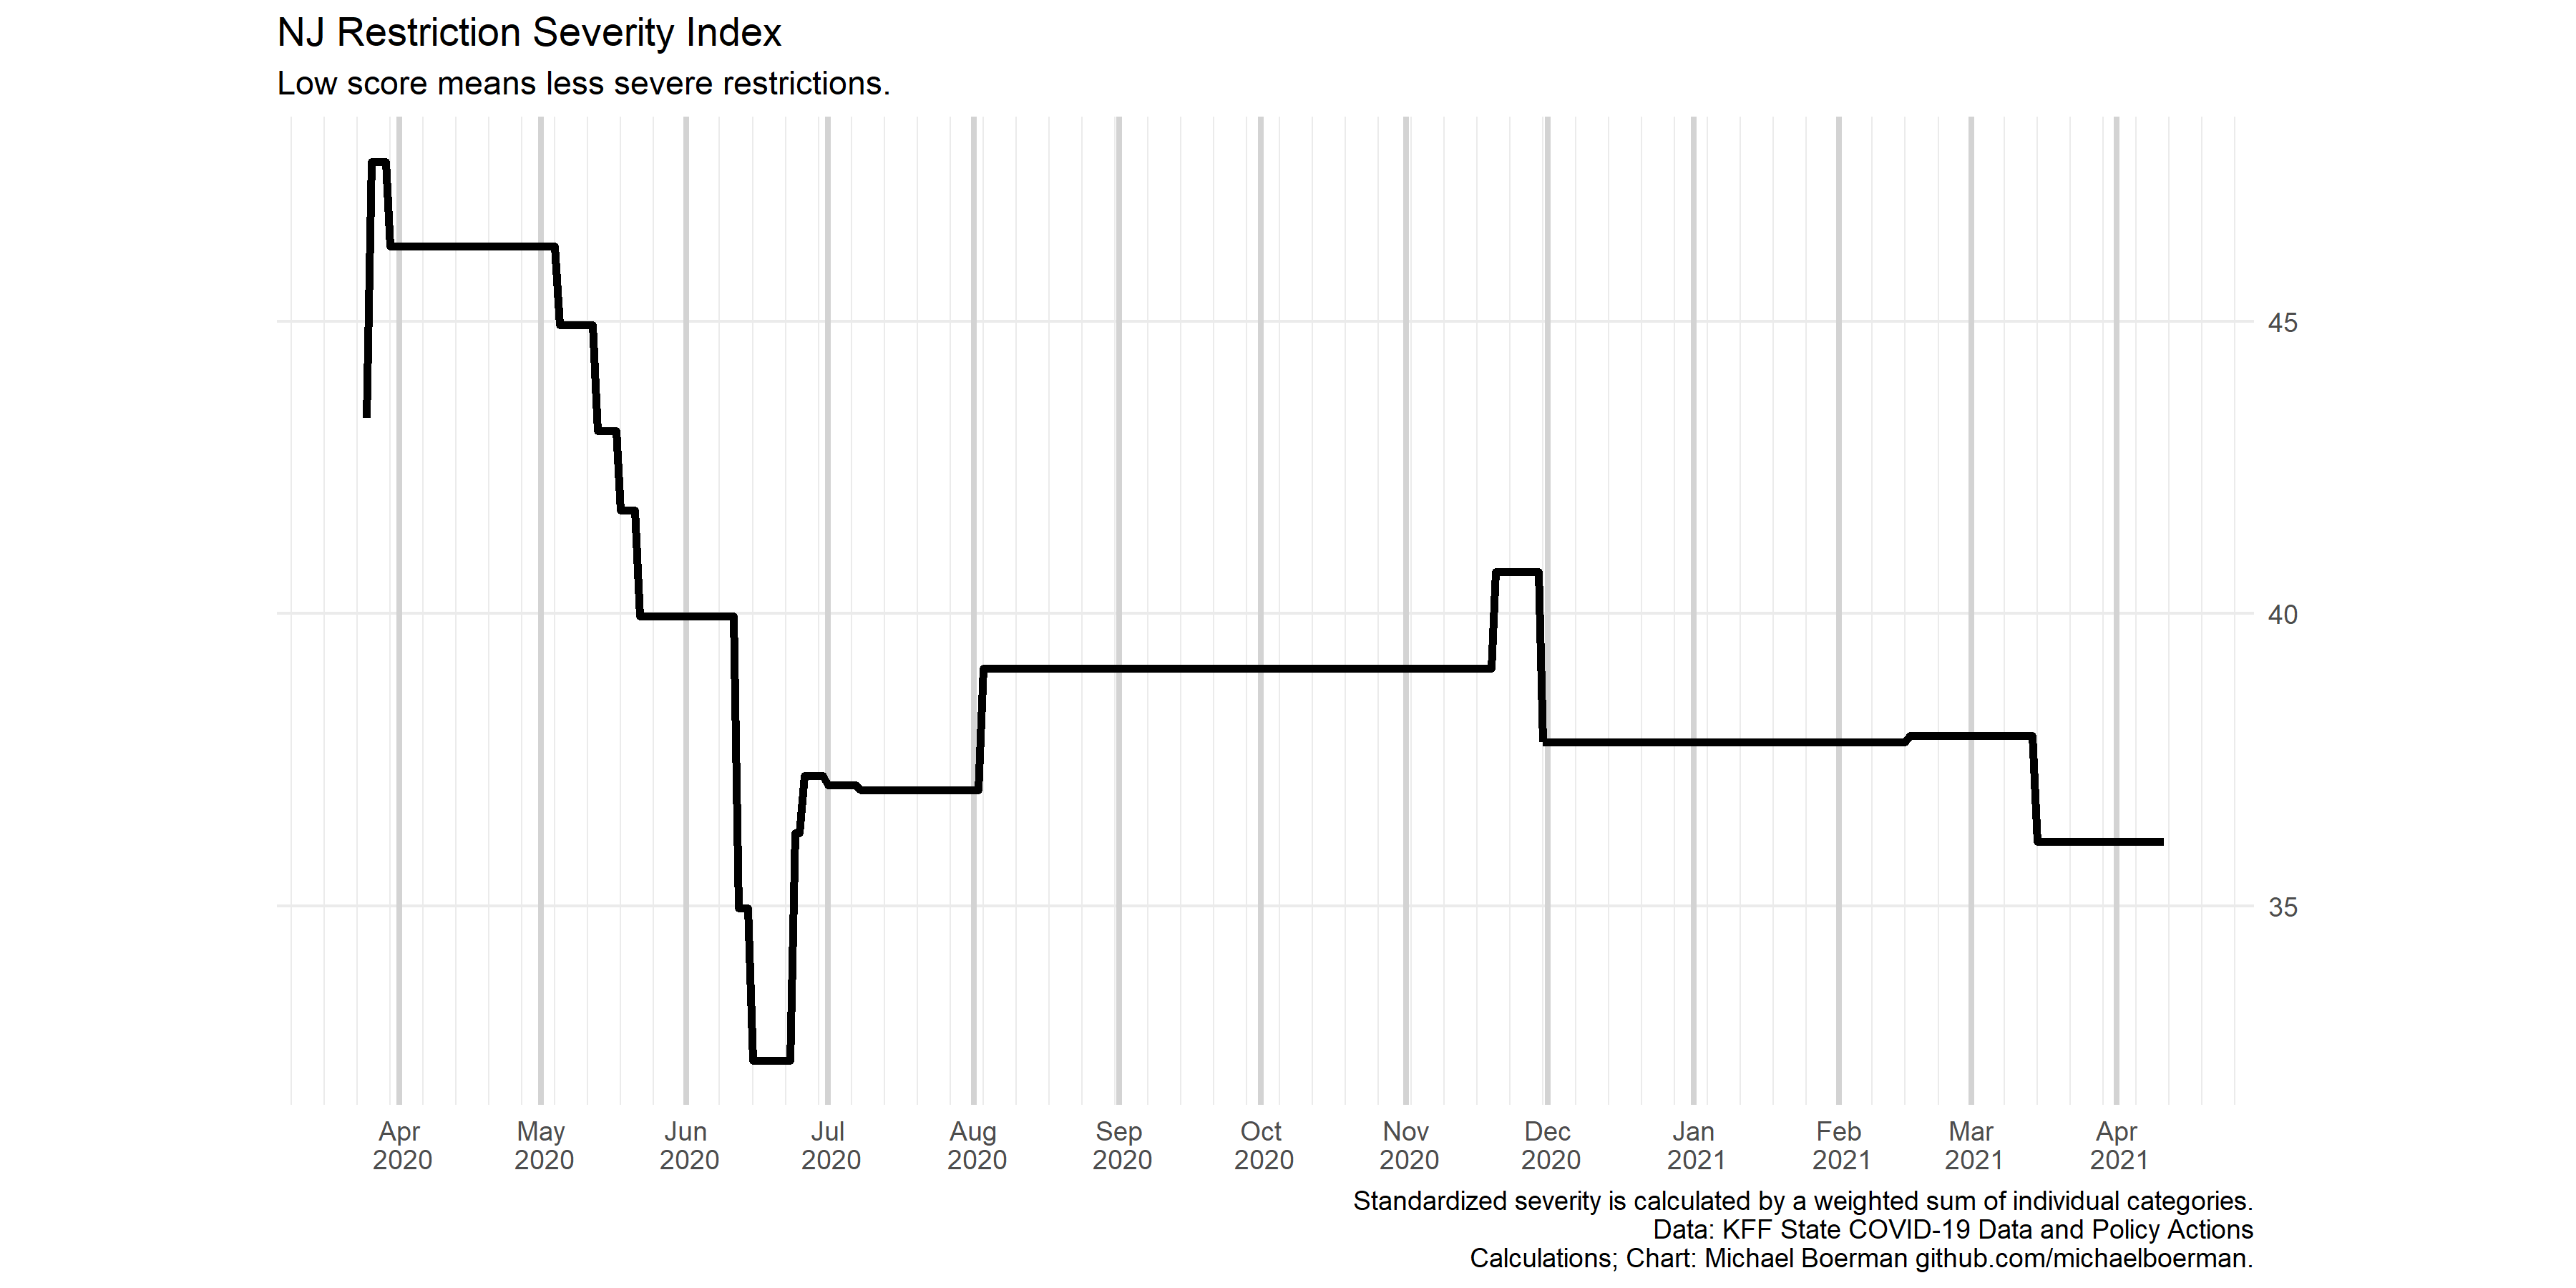 NJ Restriction Severity Index
Low score means less severe restrictions.
45
40
35
Apr
2020
May
2020
Jun
2020
Jul
2020
Aug
2020
Sep
2020
Oct
2020
Nov
2020
Dec
2020
Jan
2021
Feb
2021
Mar
2021
Apr
2021
Standardized severity is calculated by a weighted sum of individual categories.
Data: KFF State COVID-19 Data and Policy Actions
Calculations; Chart: Michael Boerman github.com/michaelboerman.